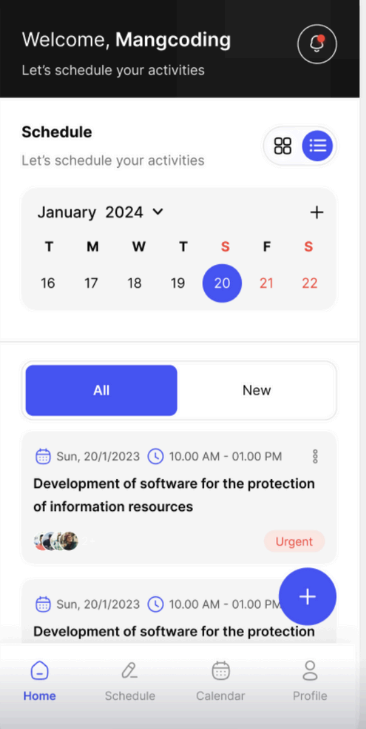 Welcome, Mangcoding
Let's schedule your activities
Schedule
Let's schedule your activities
January 2024
T M W T S F S
16 17 18 19 20 21 22
All New
Sun, 20/1/2023 10.00 AM - 01.00 PM
Development of software for the protection
of information resources
Urgent
Sun, 20/1/2023 10.00 AM - 01.00 PM
Development of software for the protection
Home Schedule Calendar Profile